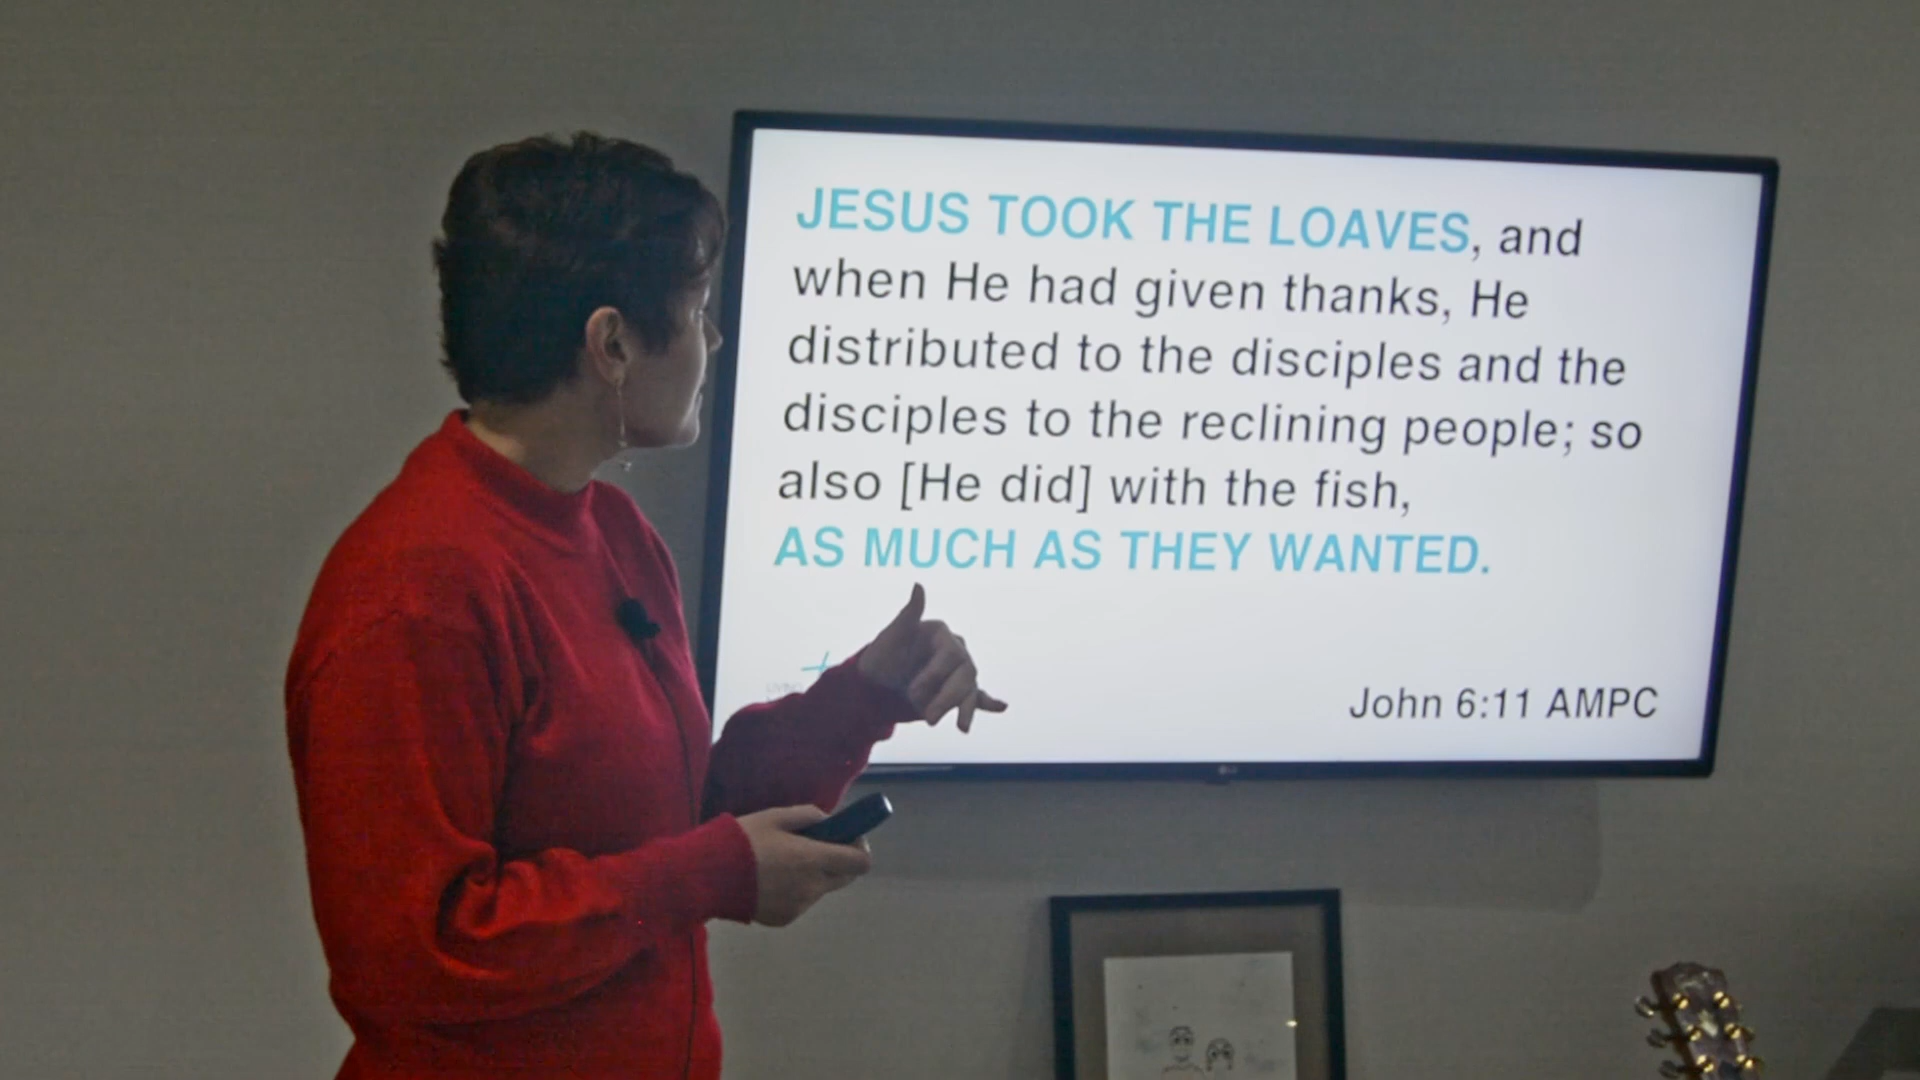 JESUS TOOK THE LOAVES, and
when He had given thanks, He
distributed to the disciples and the
disciples to the reclining people; so
also [He did] with the fish,
AS MUCH AS THEY WANTED.
LIVING
John 6:11 AMPC
LG